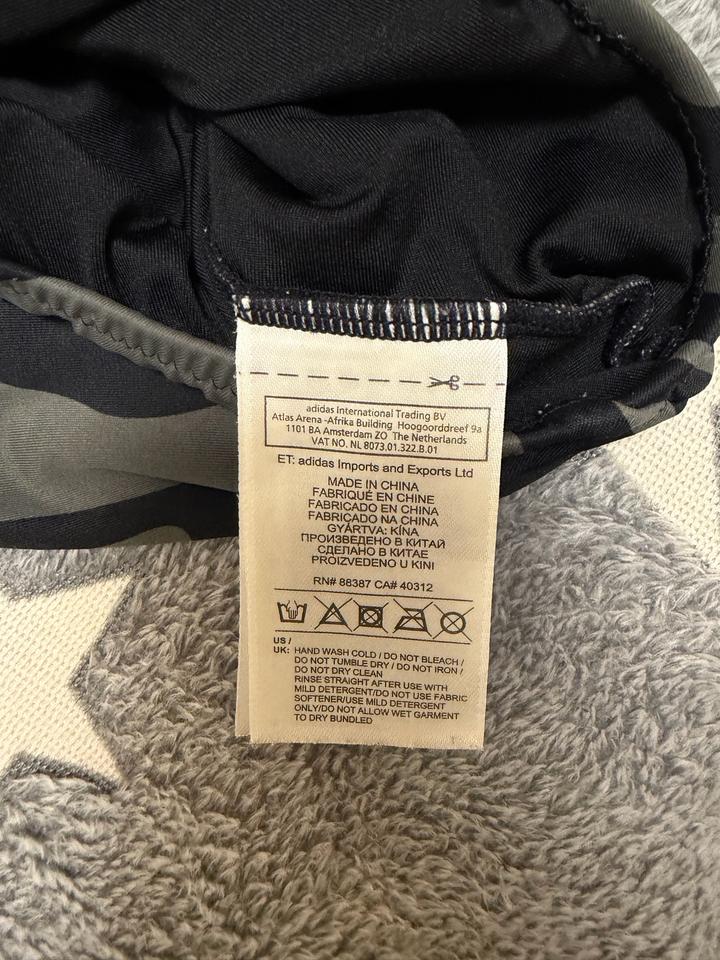 adidas International Trading BV
Atlas Arena -Afrika Building Hoogoorddreef 9a
1101 BA Amsterdam ZO The Netherlands
VAT NO. NL 8073.01.322.B.01
ET: adidas Imports and Exports Ltd
MADE IN CHINA
FABRIQUÉ EN CHINE
FABRICADO EN CHINA
FABRICADO NA CHINA
GYÁRTVA: KÍNA
ПРОИЗВЕДЕНО В КИТАЙ
СДЕЛАНО В КИТАЕ
PROIZVEDENO U KINI
RN# 88387 CA# 40312
US /
UK: HAND WASH COLD / DO NOT BLEACH /
DO NOT TUMBLE DRY / DO NOT IRON /
DO NOT DRY CLEAN
RINSE STRAIGHT AFTER USE WITH
MILD DETERGENT/DO NOT USE FABRIC
SOFTENER/USE MILD DETERGENT
ONLY/DO NOT ALLOW WET GARMENT
TO DRY BUNDLED